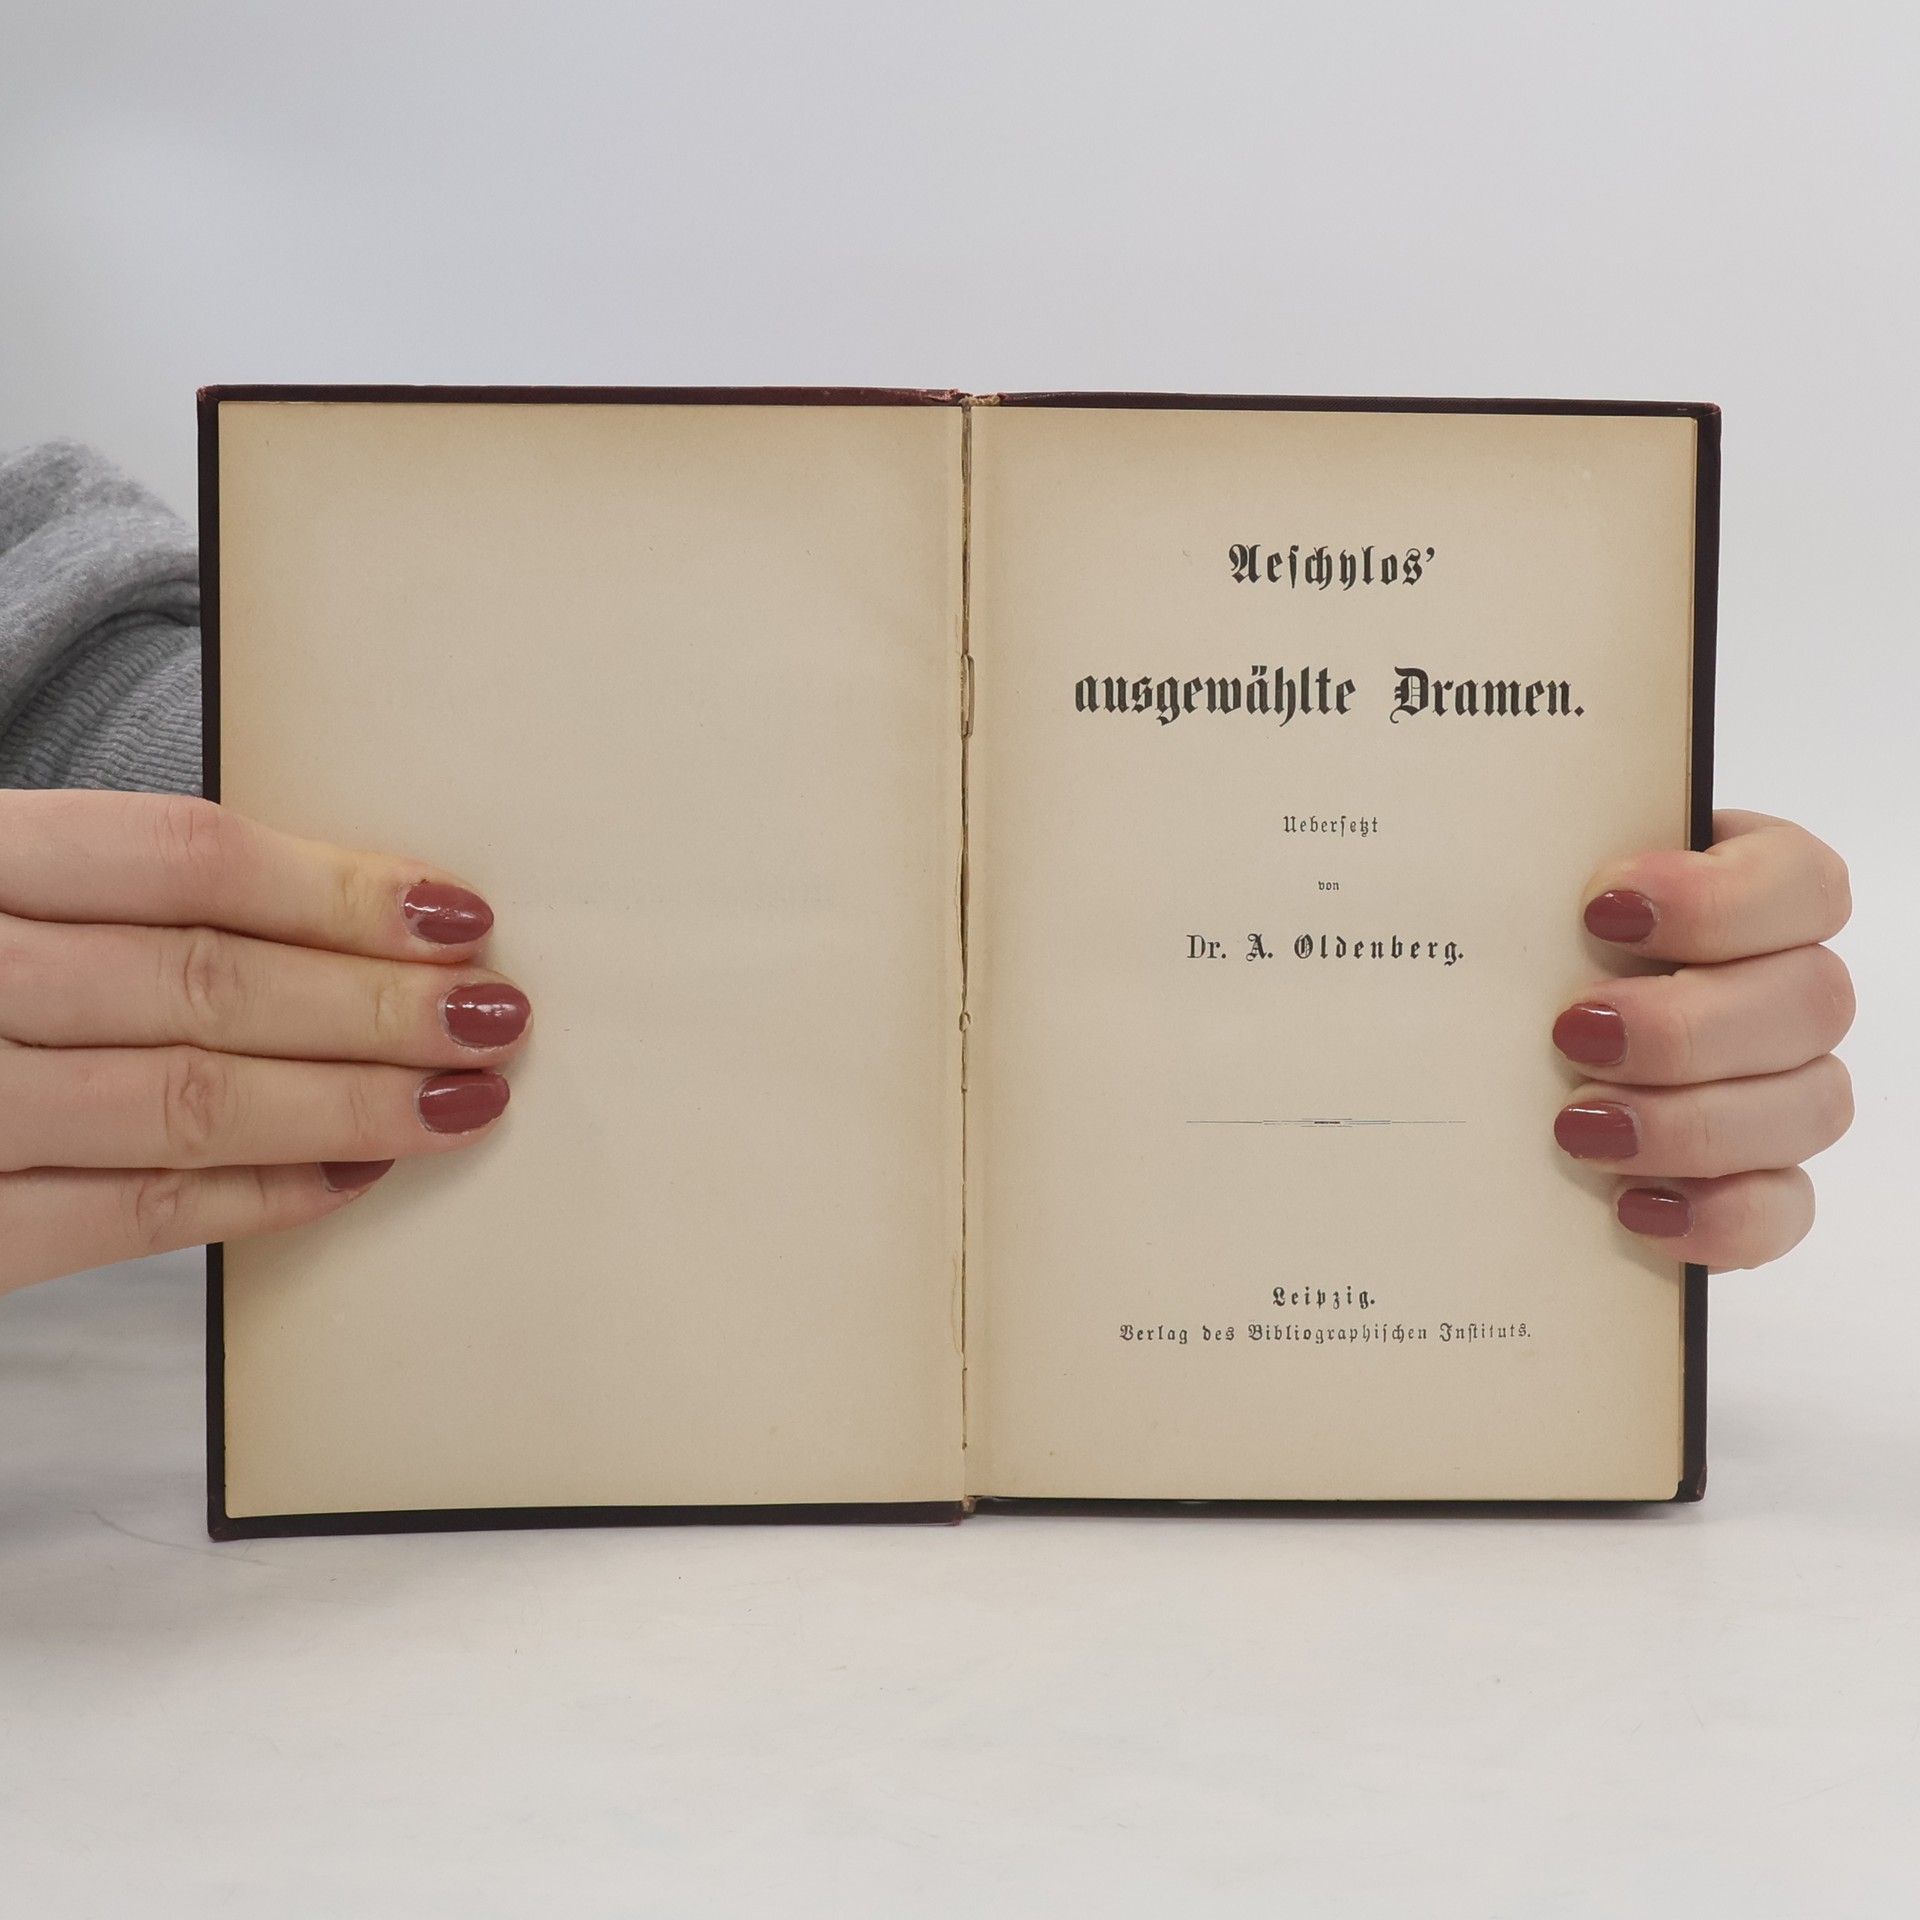 Aeschylos’
ausgewählte Dramen.
Uebersetzt
von
Dr. A. Oldenberg.
Leipzig.
Verlag des Bibliographischen Instituts.